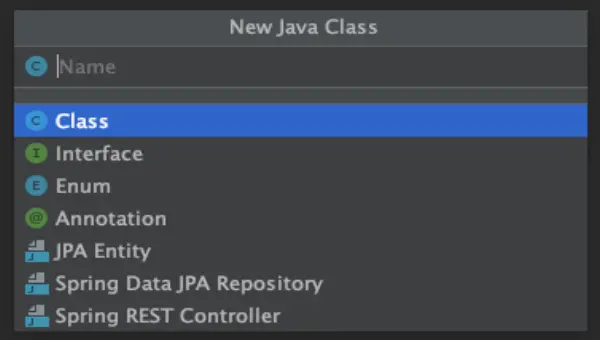 New Java Class
C Name
C Class
I Interface
E Enum
@ Annotation
J JPA Entity
J Spring Data JPA Repository
J Spring REST Controller